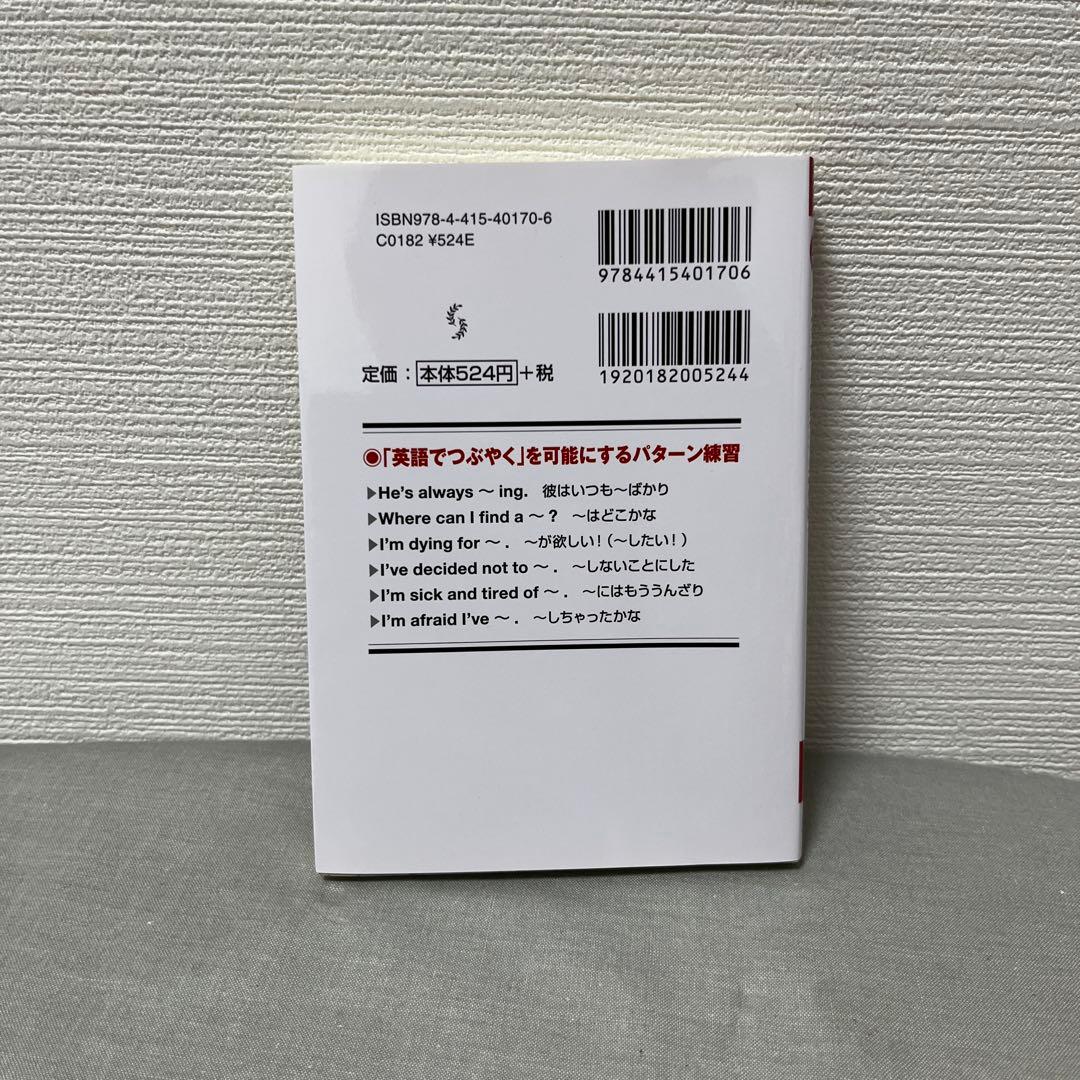 ISBN978-4-415-40170-6
C0182 ¥524E
9784415401706
1920182005244
定価：本体524円+税
◉「英語でつぶやく」を可能にするパターン練習
▶He's always ～ ing. 彼はいつも～ばかり
▶Where can I find a ～ ? ～はどこかな
▶I'm dying for ～ . ～が欲しい！（～したい！）
▶I've decided not to ～ . ～しないことにした
▶I'm sick and tired of ～ . ～にはもううんざり
▶I'm afraid I've ～ . ～しちゃったかな